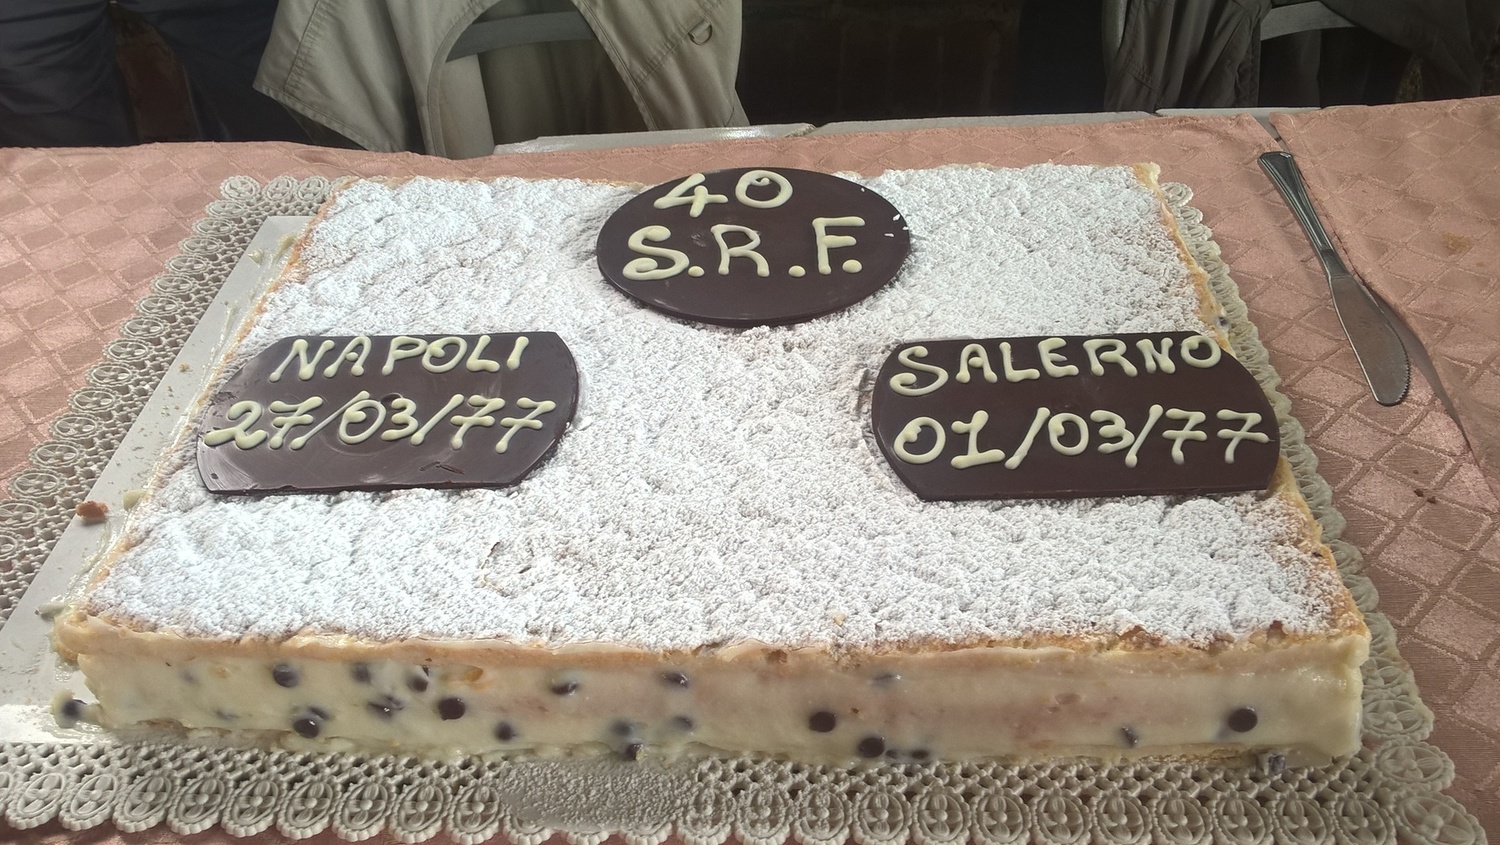 40
S.R.F.
NAPOLI
27/03/77
SALERNO
01/03/77